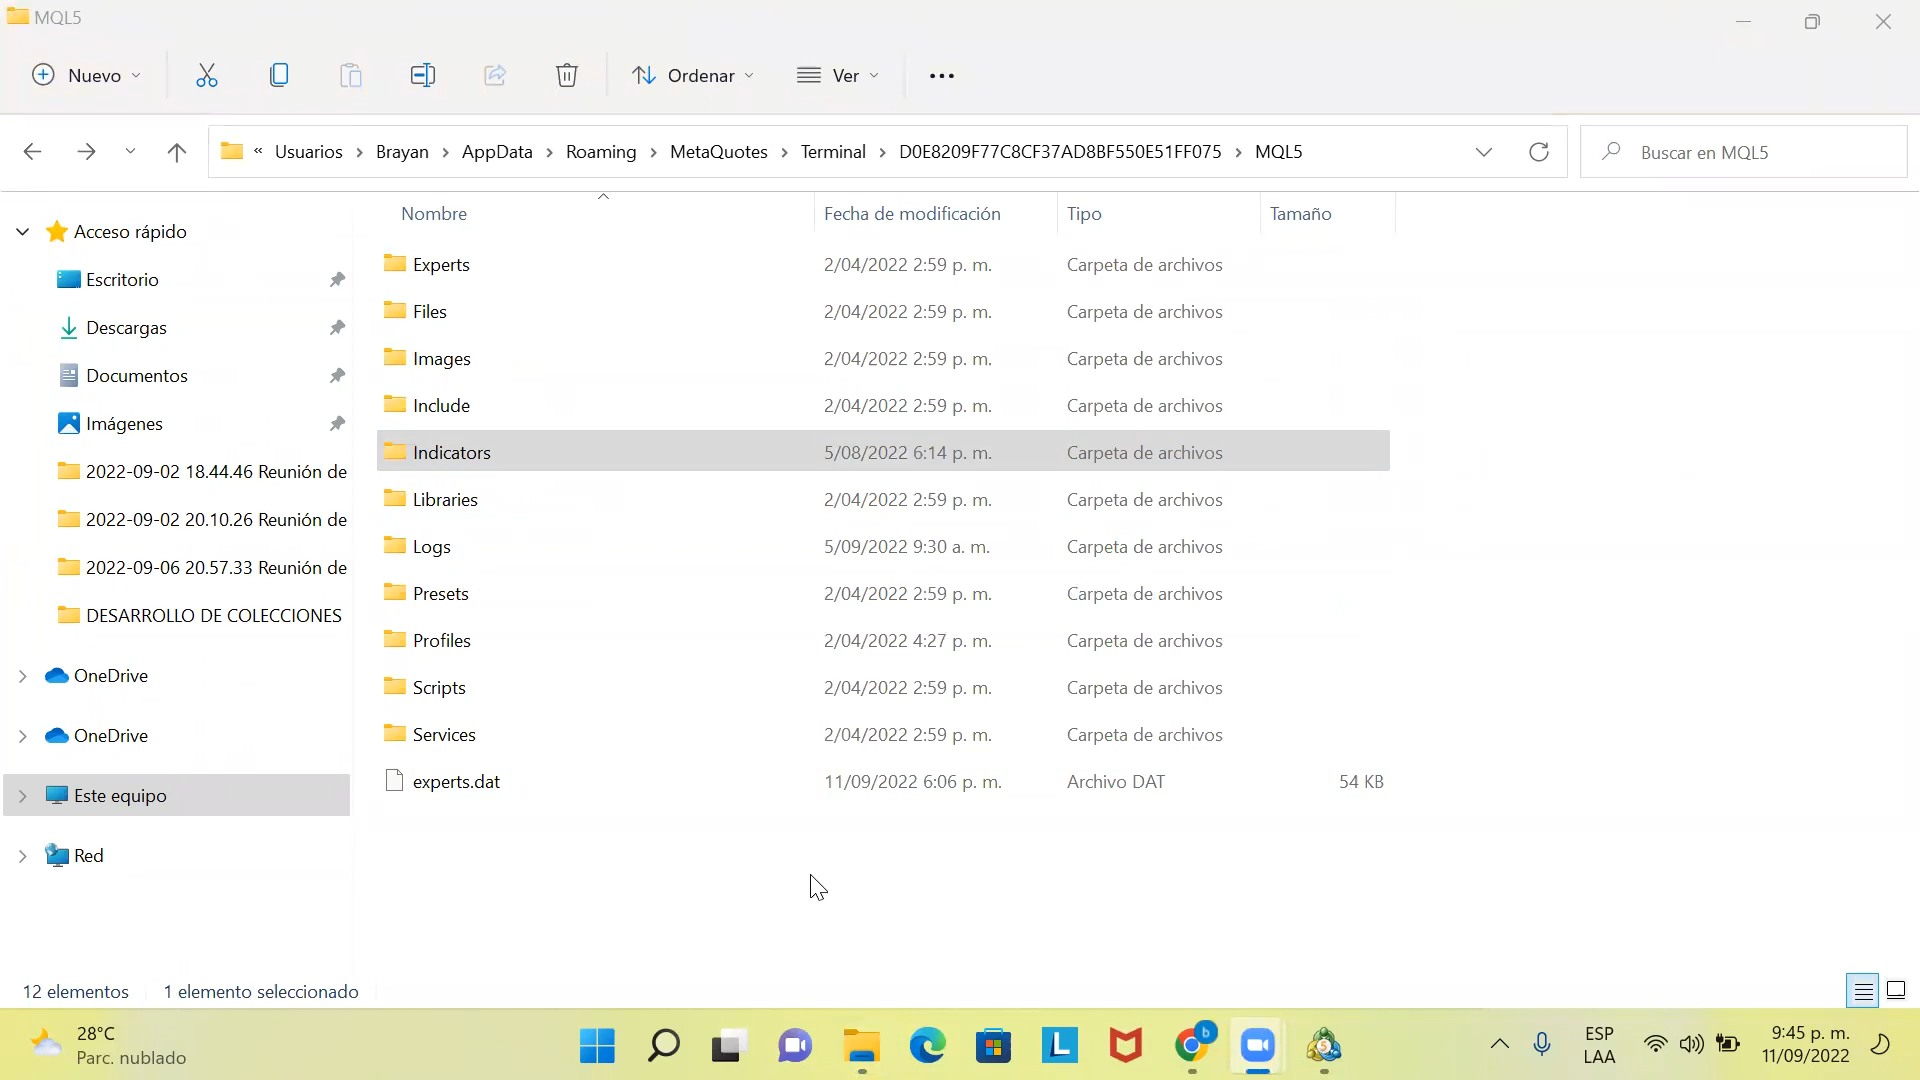 MQL5
Nuevo
Ordenar
Ver
« Usuarios > Brayan > AppData > Roaming > MetaQuotes > Terminal > D0E8209F77C8CF37AD8BF550E51FF075 > MQL5
Buscar en MQL5
Nombre Fecha de modificación Tipo Tamaño
Acceso rápido
Escritorio
Descargas
Documentos
Imágenes
2022-09-02 18.44.46 Reunión de
2022-09-02 20.10.26 Reunión de
2022-09-06 20.57.33 Reunión de
DESARROLLO DE COLECCIONES
OneDrive
OneDrive
Este equipo
Red
Experts 2/04/2022 2:59 p. m. Carpeta de archivos
Files 2/04/2022 2:59 p. m. Carpeta de archivos
Images 2/04/2022 2:59 p. m. Carpeta de archivos
Include 2/04/2022 2:59 p. m. Carpeta de archivos
Indicators 5/08/2022 6:14 p. m. Carpeta de archivos
Libraries 2/04/2022 2:59 p. m. Carpeta de archivos
Logs 5/09/2022 9:30 a. m. Carpeta de archivos
Presets 2/04/2022 2:59 p. m. Carpeta de archivos
Profiles 2/04/2022 4:27 p. m. Carpeta de archivos
Scripts 2/04/2022 2:59 p. m. Carpeta de archivos
Services 2/04/2022 2:59 p. m. Carpeta de archivos
experts.dat 11/09/2022 6:06 p. m. Archivo DAT 54 KB
12 elementos 1 elemento seleccionado
28°C
Parc. nublado
L
b
5
ESP
LAA
9:45 p. m.
11/09/2022